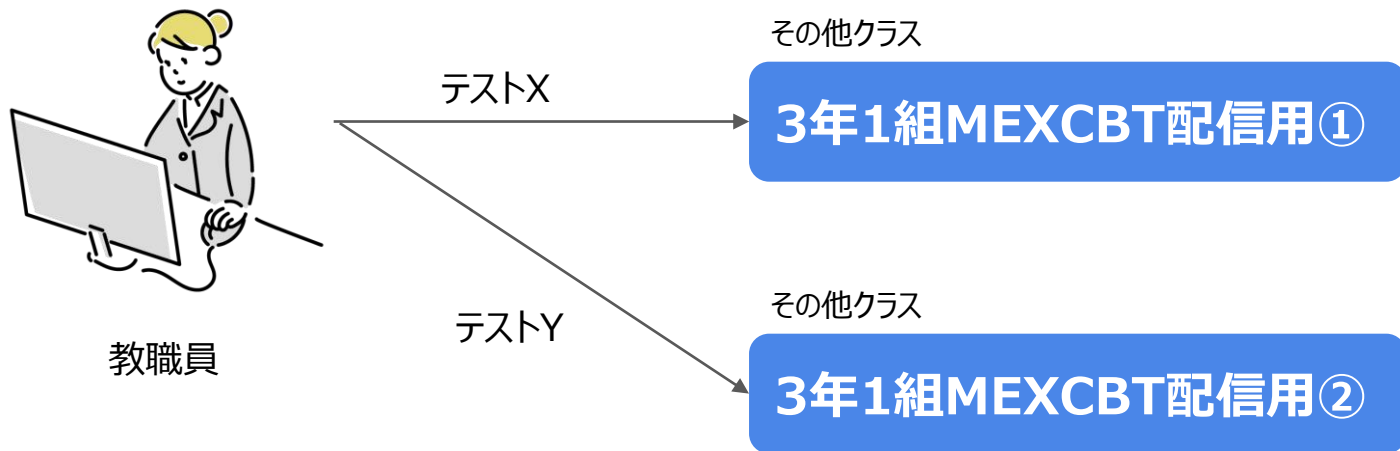 その他クラス
テストX
3年1組MEXCBT配信用①
その他クラス
テストY
教職員
3年1組MEXCBT配信用②